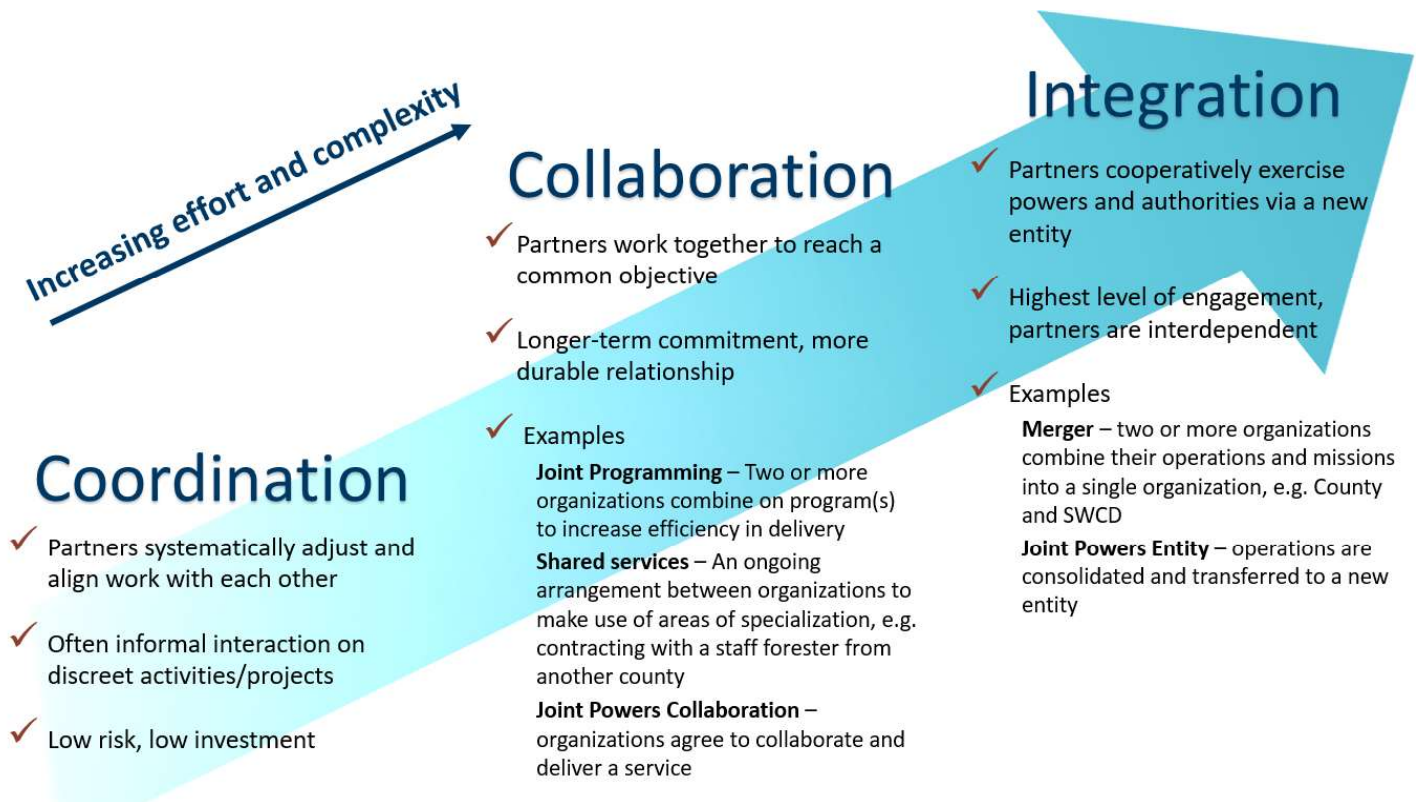 Increasing effort and complexity
Coordination
Partners systematically adjust and
align work with each other
Often informal interaction on
discreet activities/projects
Low risk, low investment
Collaboration
Partners work together to reach a
common objective
Longer-term commitment, more
durable relationship
Examples
Joint Programming – Two or more
organizations combine on program(s)
to increase efficiency in delivery
Shared services – An ongoing
arrangement between organizations to
make use of areas of specialization, e.g.
contracting with a staff forester from
another county
Joint Powers Collaboration –
organizations agree to collaborate and
deliver a service
Integration
Partners cooperatively exercise
powers and authorities via a new
entity
Highest level of engagement,
partners are interdependent
Examples
Merger – two or more organizations
combine their operations and missions
into a single organization, e.g. County
and SWCD
Joint Powers Entity – operations are
consolidated and transferred to a new
entity